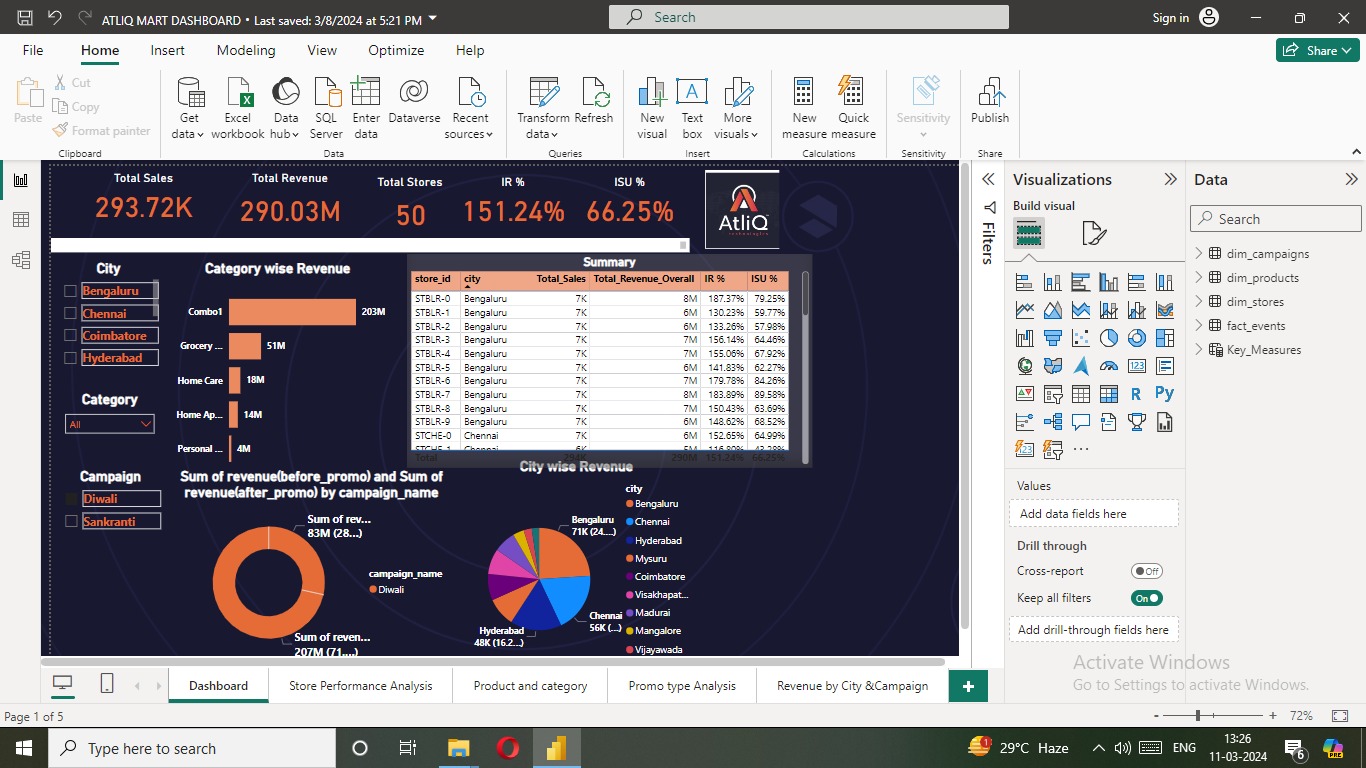 ATLIQ MART DASHBOARD • Last saved: 3/8/2024 at 5:21 PM
Search
Sign in
File Home Insert Modeling View Optimize Help
Share
Paste
Cut
Copy
Format painter
Clipboard
Get data
Excel workbook
Data hub
SQL Server
Enter data
Dataverse
Recent sources
Data
Transform data
Refresh
Queries
New visual
Text box
More visuals
Insert
New measure
Quick measure
Calculations
Sensitivity
Sensitivity
Publish
Share
Total Sales
293.72K
Total Revenue
290.03M
Total Stores
50
IR %
151.24%
ISU %
66.25%
AtliQ
technologies
City
Bengaluru
Chennai
Coimbatore
Hyderabad
Category
All
Campaign
Diwali
Sankranti
Category wise Revenue
Combo1 203M
Grocery ... 51M
Home Care 18M
Home Ap... 14M
Personal ... 4M
Summary
store_id city Total_Sales Total_Revenue_Overall IR % ISU %
STBLR-0 Bengaluru 7K 8M 187.37% 79.25%
STBLR-1 Bengaluru 7K 6M 130.23% 59.77%
STBLR-2 Bengaluru 7K 6M 133.26% 57.98%
STBLR-3 Bengaluru 7K 7M 156.14% 64.46%
STBLR-4 Bengaluru 7K 7M 155.06% 67.92%
STBLR-5 Bengaluru 7K 6M 141.83% 62.27%
STBLR-6 Bengaluru 7K 7M 179.78% 84.26%
STBLR-7 Bengaluru 7K 8M 183.89% 89.58%
STBLR-8 Bengaluru 7K 7M 150.43% 63.69%
STBLR-9 Bengaluru 7K 6M 148.62% 68.52%
STCHE-0 Chennai 7K 6M 152.65% 64.99%
STCHE-1 Chennai 6K
Total 294K 290M 151.24% 66.25%
Sum of revenue(before_promo) and Sum of
revenue(after_promo) by campaign_name
Sum of rev...
83M (28...)
campaign_name
Diwali
Sum of reven...
207M (71....)
City wise Revenue
Bengaluru
71K (24....)
Chennai
56K (...)
Hyderabad
48K (16.2...)
city
Bengaluru
Chennai
Hyderabad
Mysuru
Coimbatore
Visakhapat...
Madurai
Mangalore
Vijayawada
Filters
Visualizations
Build visual
R Py
123
Values
Add data fields here
Drill through
Cross-report Off
Keep all filters On
Add drill-through fields here
Data
Search
dim_campaigns
dim_products
dim_stores
fact_events
Key_Measures
Activate Windows
Go to Settings to activate Windows.
Dashboard Store Performance Analysis Product and category Promo type Analysis Revenue by City &Campaign +
Page 1 of 5
- + 72%
Type here to search
1
29°C Haze
ENG
13:26
11-03-2024
6
PRE